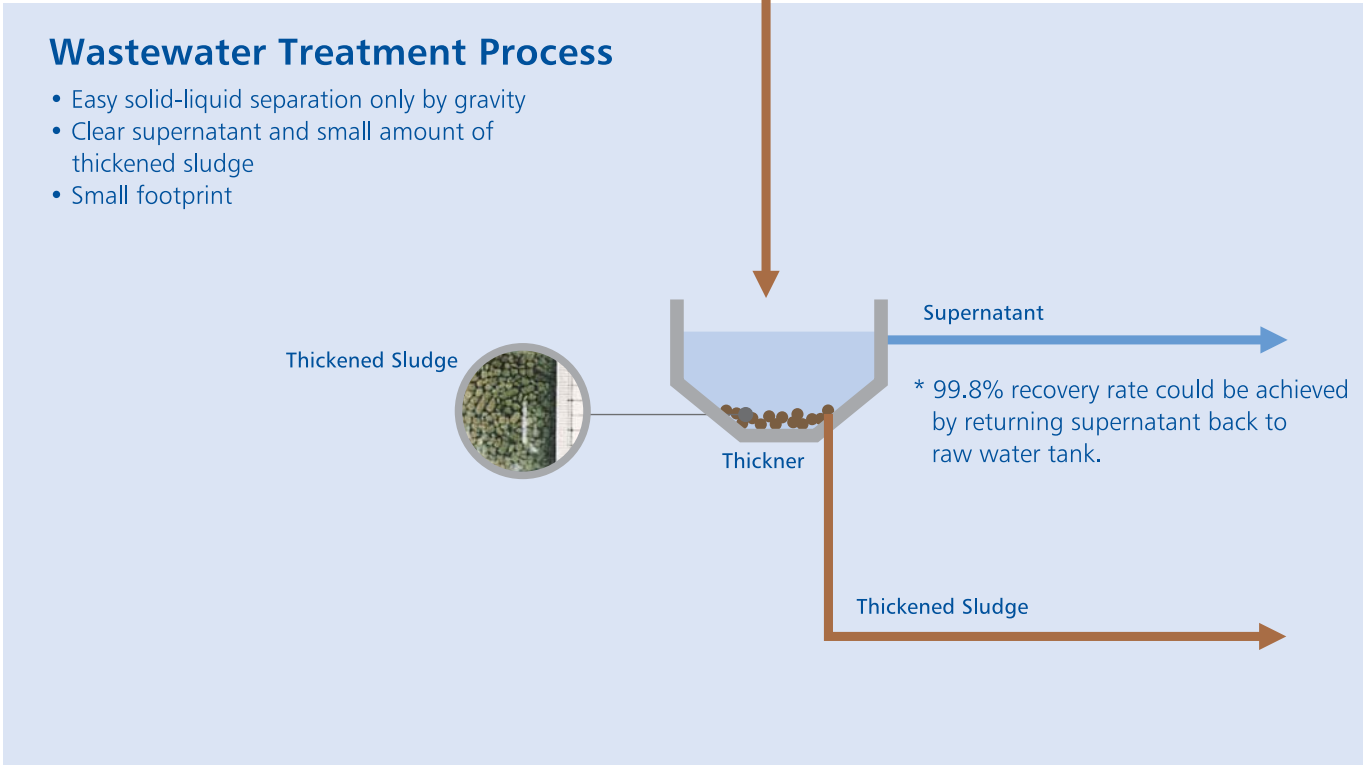 Wastewater Treatment Process
• Easy solid-liquid separation only by gravity
• Clear supernatant and small amount of
thickened sludge
• Small footprint
Supernatant
Thickened Sludge
* 99.8% recovery rate could be achieved
by returning supernatant back to
raw water tank.
Thickner
Thickened Sludge